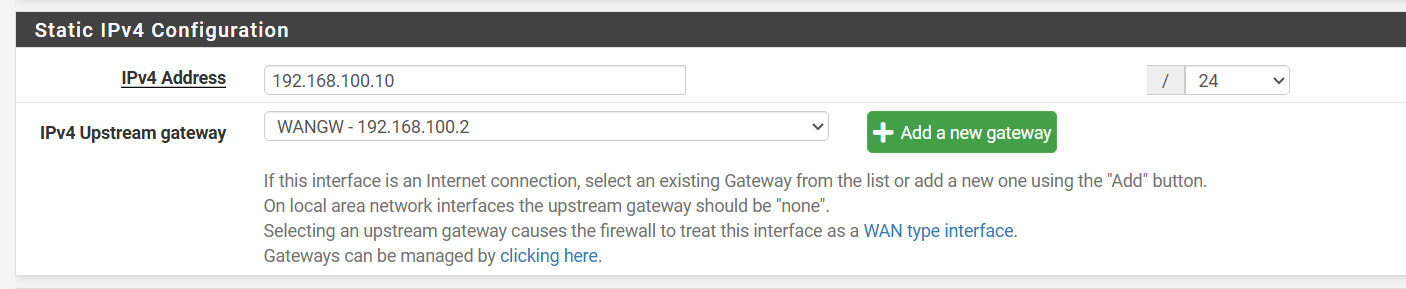 Static IPv4 Configuration
IPv4 Address 192.168.100.10 / 24
IPv4 Upstream gateway WANGW - 192.168.100.2 Add a new gateway
If this interface is an Internet connection, select an existing Gateway from the list or add a new one using the "Add" button.
On local area network interfaces the upstream gateway should be "none".
Selecting an upstream gateway causes the firewall to treat this interface as a WAN type interface.
Gateways can be managed by clicking here.